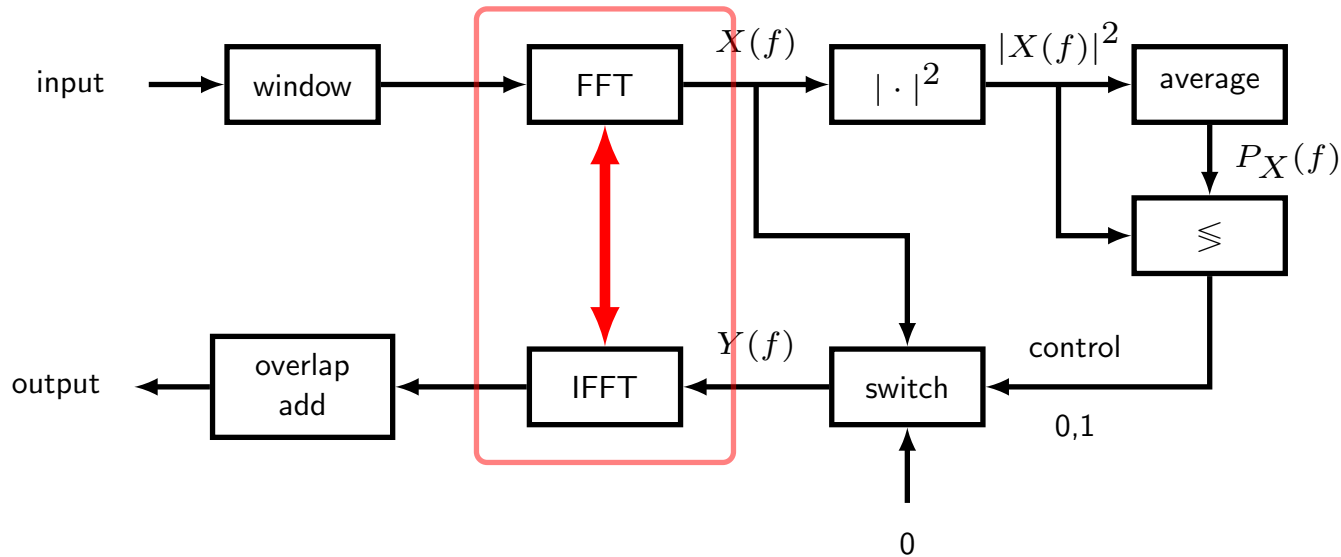 input
window
FFT
X(f)
| · |²
|X(f)|²
average
P_X(f)
≶
output
overlap
add
IFFT
Y(f)
switch
control
0,1
0